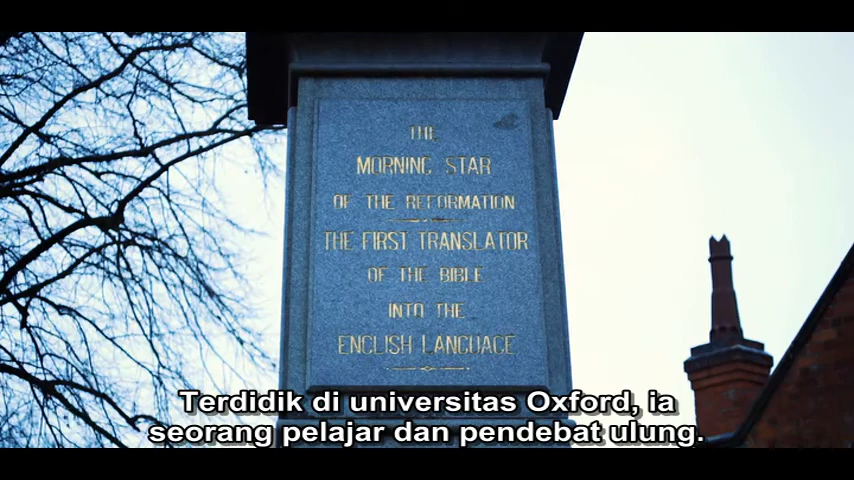 THE
MORNING STAR
OF THE REFORMATION
THE FIRST TRANSLATOR
OF THE BIBLE
INTO THE
ENGLISH LANGUAGE
Terdidik di universitas Oxford, ia
seorang pelajar dan pendebat ulung.